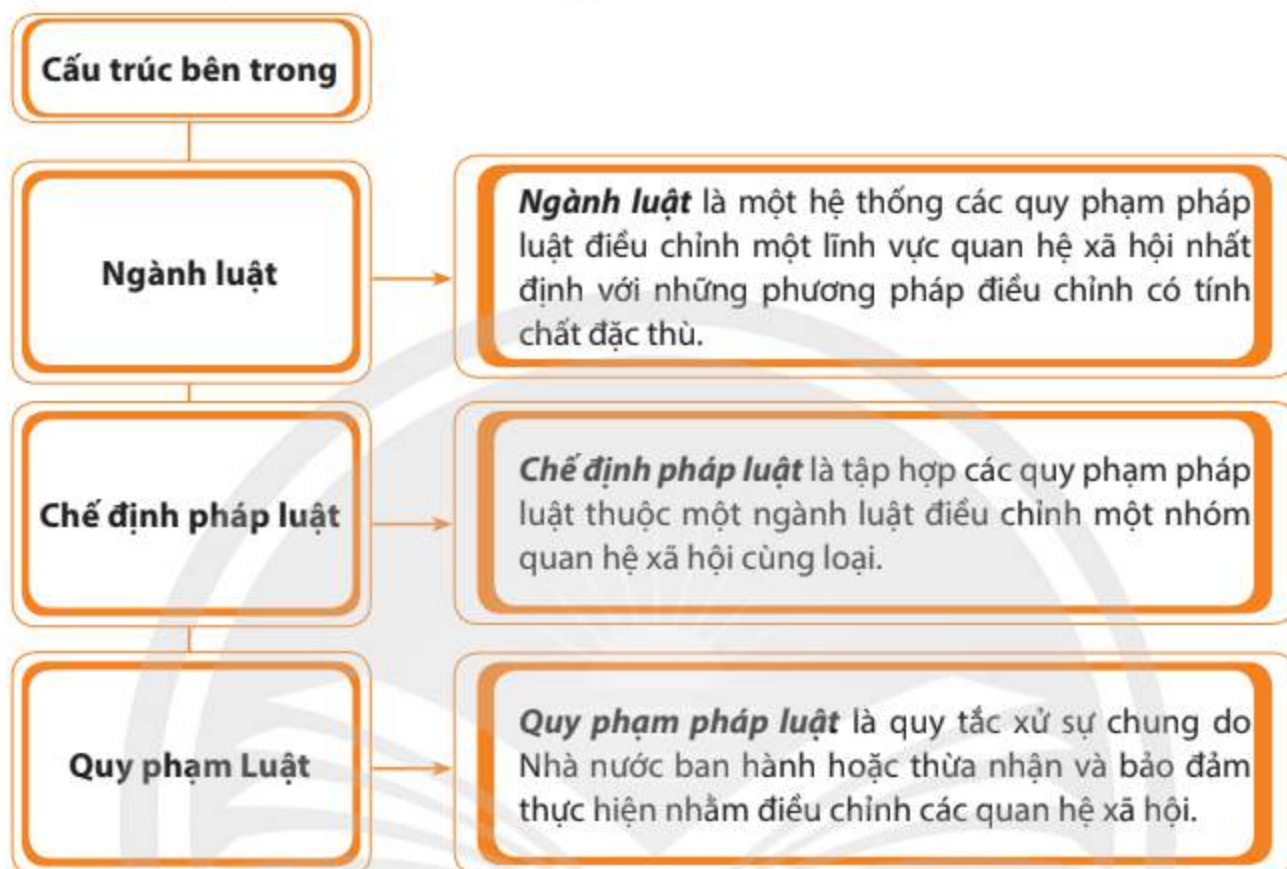 Cấu trúc bên trong
Ngành luật
Ngành luật là một hệ thống các quy phạm pháp
luật điều chỉnh một lĩnh vực quan hệ xã hội nhất
định với những phương pháp điều chỉnh có tính
chất đặc thù.
Chế định pháp luật
Chế định pháp luật là tập hợp các quy phạm pháp
luật thuộc một ngành luật điều chỉnh một nhóm
quan hệ xã hội cùng loại.
Quy phạm Luật
Quy phạm pháp luật là quy tắc xử sự chung do
Nhà nước ban hành hoặc thừa nhận và bảo đảm
thực hiện nhằm điều chỉnh các quan hệ xã hội.